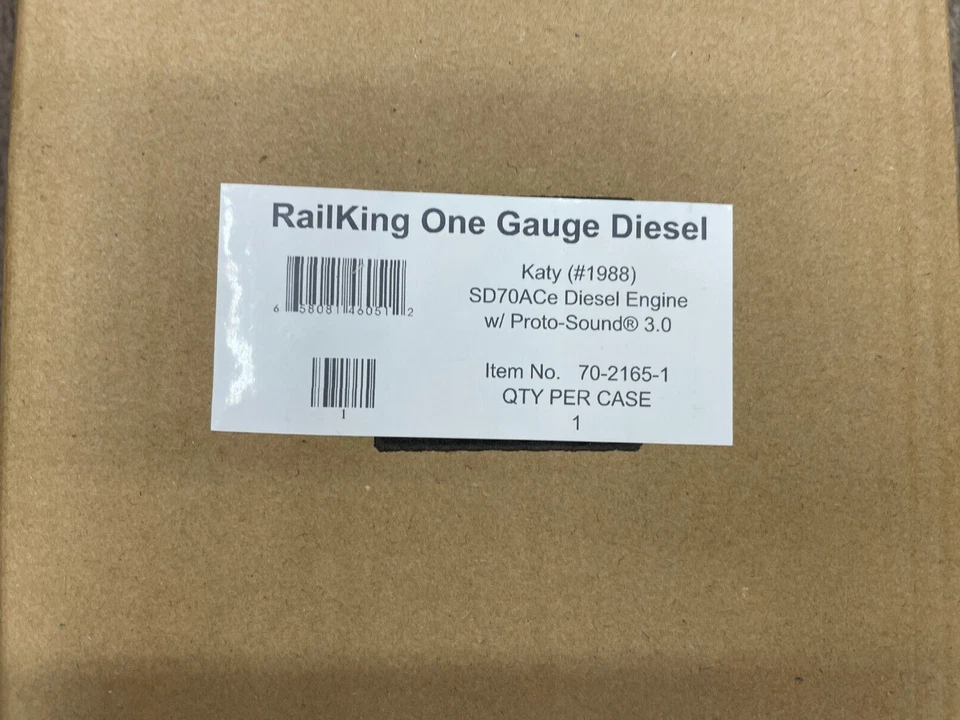 RailKing One Gauge Diesel
Katy (#1988)
SD70ACe Diesel Engine
w/ Proto-Sound® 3.0
6 58081 46051 2
Item No. 70-2165-1
QTY PER CASE
1
1